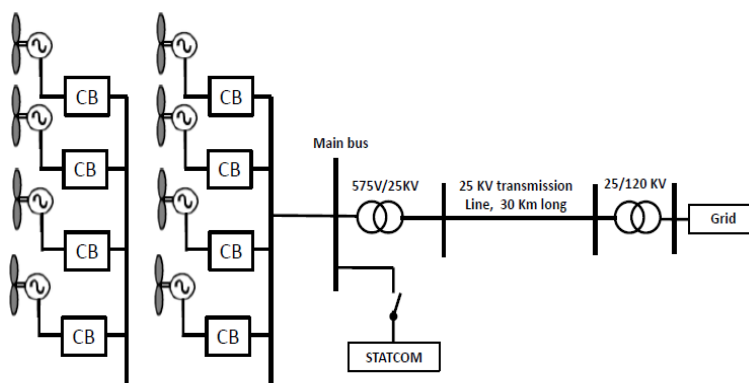 CB
CB
CB
CB
CB
CB
CB
CB
Main bus
575V/25KV
25 KV transmission
Line, 30 Km long
25/120 KV
Grid
STATCOM